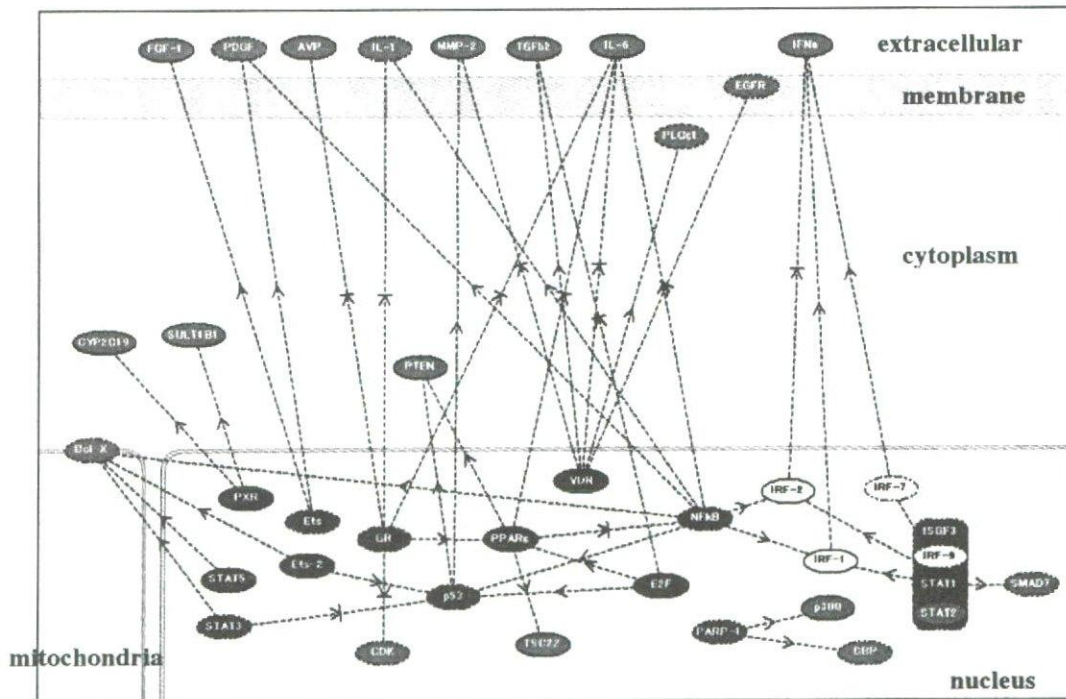 FGF-1 PDGF AVP IL-1 MMP-2 TGFb2 IL-6 IFNa extracellular
EGFR membrane
PLCg1
cytoplasm
CYP2C19 SULT1B1
PTEN
Bcl-X
VDR
PXR IRF-2 IRF-7
Ets NFkB
GR PPARg ISGF3
IRF-1 IRF-9
Ets-2
STAT5 E2F STAT1 SMAD7
p53
p300
STAT3 PARP-1 STAT2
CDK TSC22
mitochondria
nucleus